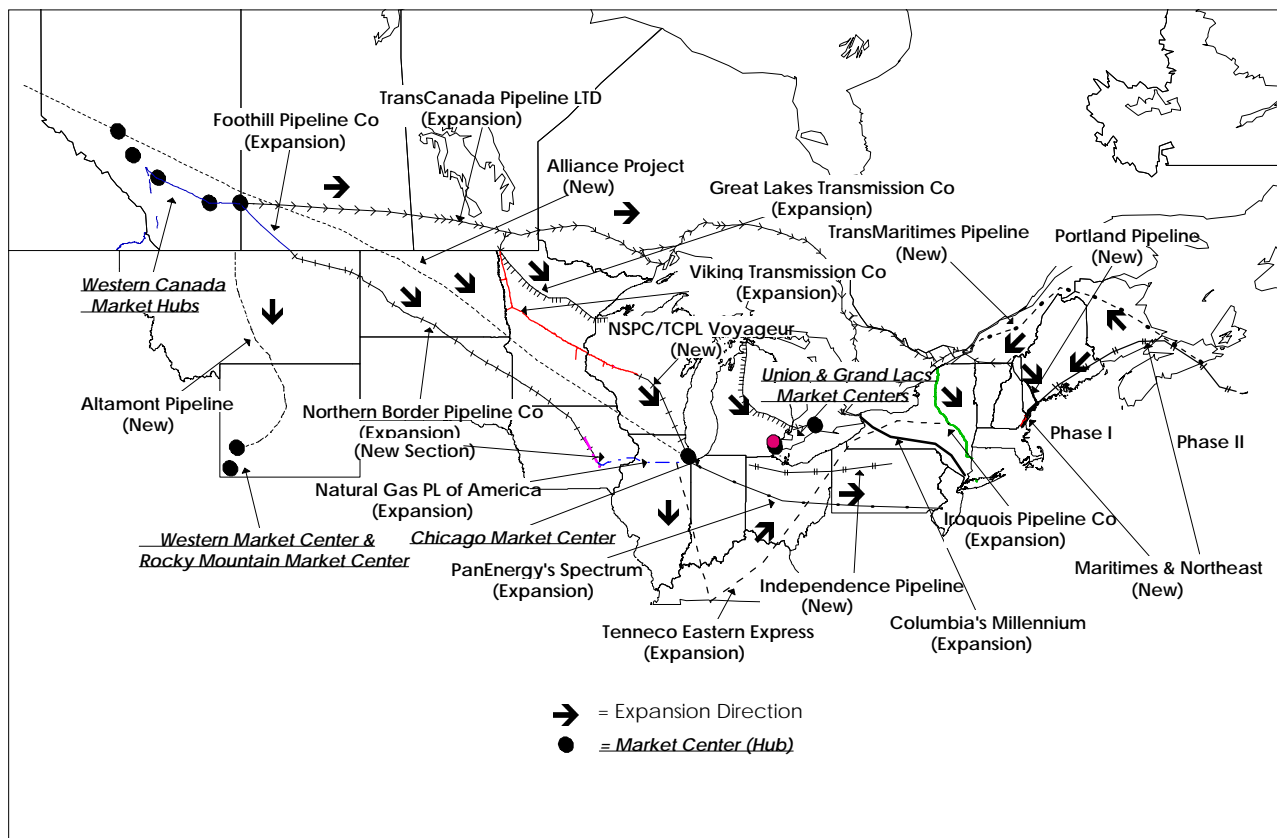 TransCanada Pipeline LTD
(Expansion)
Foothill Pipeline Co
(Expansion)
Alliance Project
(New)
Great Lakes Transmission Co
(Expansion)
TransMaritimes Pipeline
(New)
Portland Pipeline
(New)
Western Canada
Market Hubs
Viking Transmission Co
(Expansion)
NSPC/TCPL Voyageur
(New)
Union & Grand Lacs
Market Centers
Altamont Pipeline
(New)
Northern Border Pipeline Co
(Expansion)
(New Section)
Phase I
Phase II
Natural Gas PL of America
(Expansion)
Chicago Market Center
Western Market Center &
Rocky Mountain Market Center
PanEnergy's Spectrum
(Expansion)
Iroquois Pipeline Co
(Expansion)
Maritimes & Northeast
(New)
Independence Pipeline
(New)
Columbia's Millennium
(Expansion)
Tenneco Eastern Express
(Expansion)
= Expansion Direction
= Market Center (Hub)